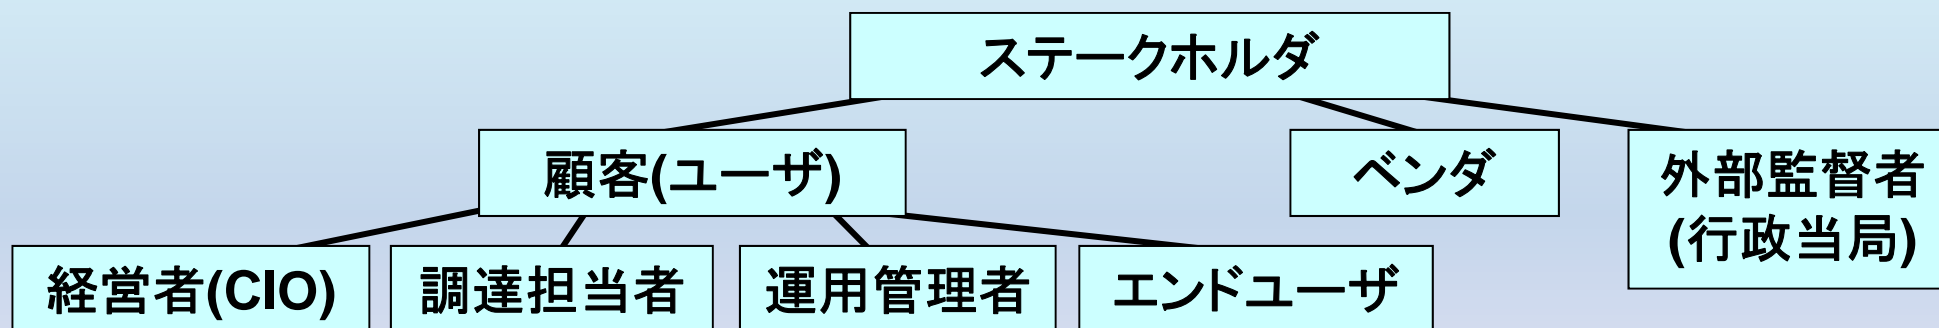 ステークホルダ
顧客(ユーザ)
ベンダ
外部監督者
(行政当局)
経営者(CIO)
調達担当者
運用管理者
エンドユーザ